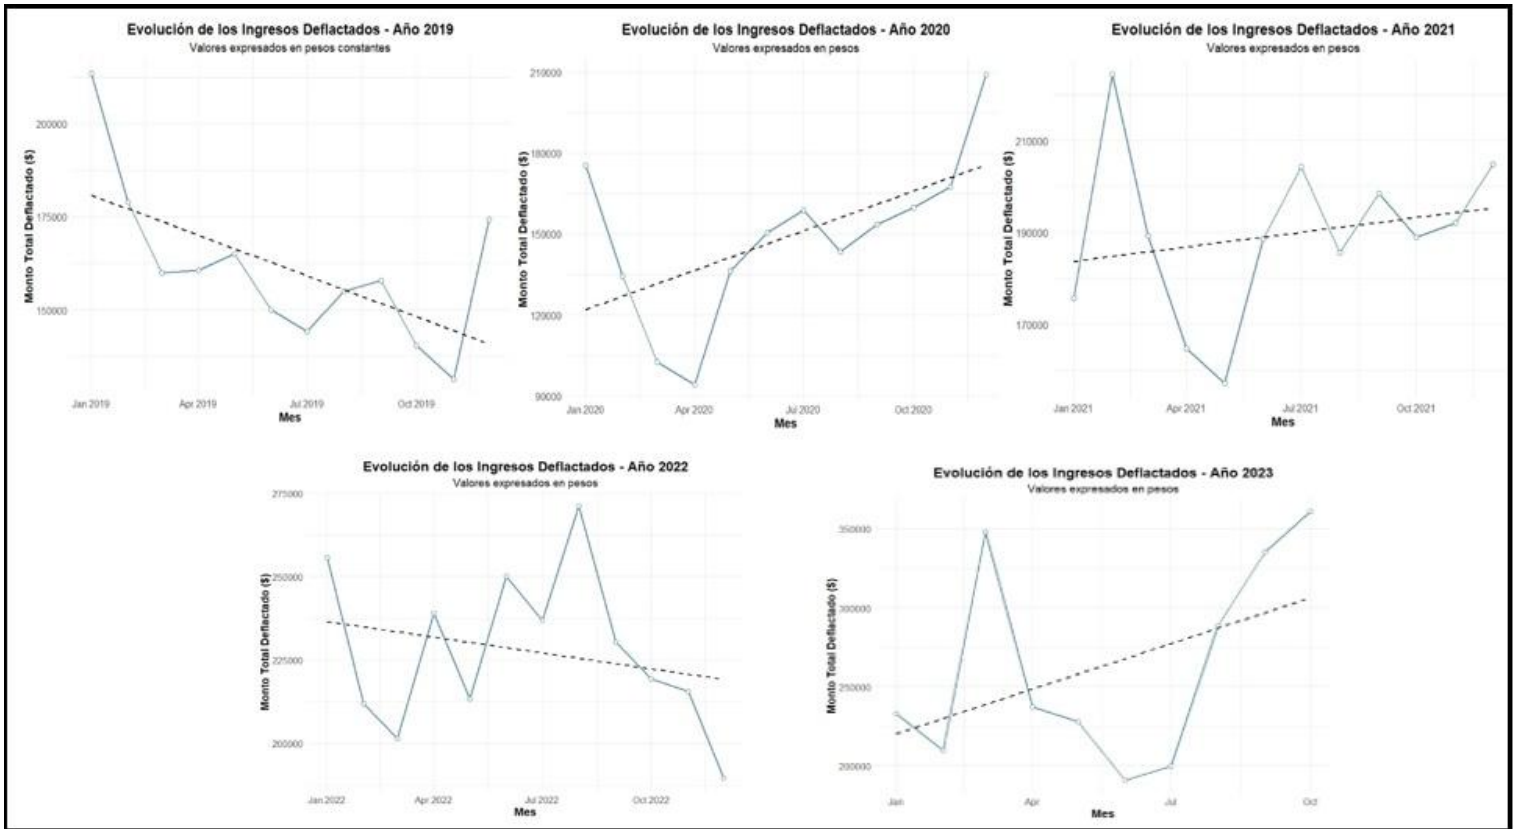 Evolución de los Ingresos Deflactados - Año 2019
Valores expresados en pesos constantes
Monto Total Deflactado ($)
200000
175000
150000
Jan 2019
Apr 2019
Jul 2019
Oct 2019
Mes
Evolución de los Ingresos Deflactados - Año 2020
Valores expresados en pesos
Monto Total Deflactado ($)
210000
180000
150000
120000
90000
Jan 2020
Apr 2020
Jul 2020
Oct 2020
Mes
Evolución de los Ingresos Deflactados - Año 2021
Valores expresados en pesos
Monto Total Deflactado ($)
210000
190000
170000
Jan 2021
Apr 2021
Jul 2021
Oct 2021
Mes
Evolución de los Ingresos Deflactados - Año 2022
Valores expresados en pesos
Monto Total Deflactado ($)
275000
250000
225000
200000
Jan 2022
Apr 2022
Jul 2022
Oct 2022
Mes
Evolución de los Ingresos Deflactados - Año 2023
Valores expresados en pesos
Monto Total Deflactado ($)
350000
300000
250000
200000
Jan
Apr
Jul
Oct
Mes